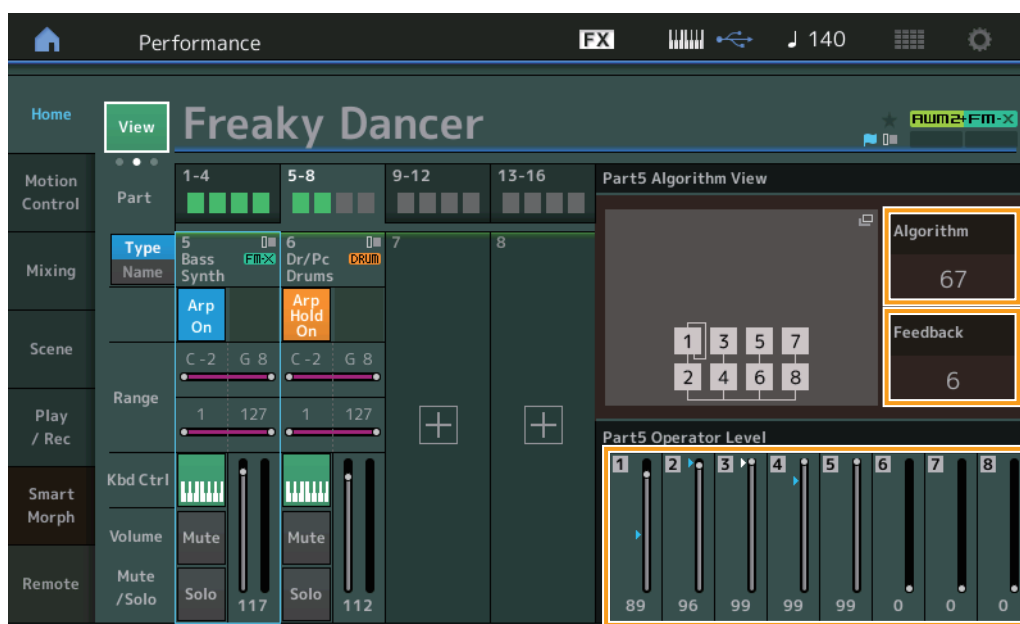 Performance
FX
140
Home
View
Freaky Dancer
AWM2+FM-X
Motion
Control
Part
1-4
5-8
9-12
13-16
Part5 Algorithm View
Algorithm
67
Type
Name
5
Bass
Synth
FM-X
6
Dr/Pc
Drums
DRUM
7
8
Mixing
Arp
On
Arp
Hold
On
Feedback
6
1 3 5 7
2 4 6 8
Scene
Range
C -2 G 8
C -2 G 8
1 127
1 127
Play
/ Rec
Part5 Operator Level
1 2 3 4 5 6 7 8
Smart
Morph
Kbd Ctrl
Volume
Mute
Mute
Remote
Mute
/Solo
Solo
117
Solo
112
89 96 99 99 99 0 0 0